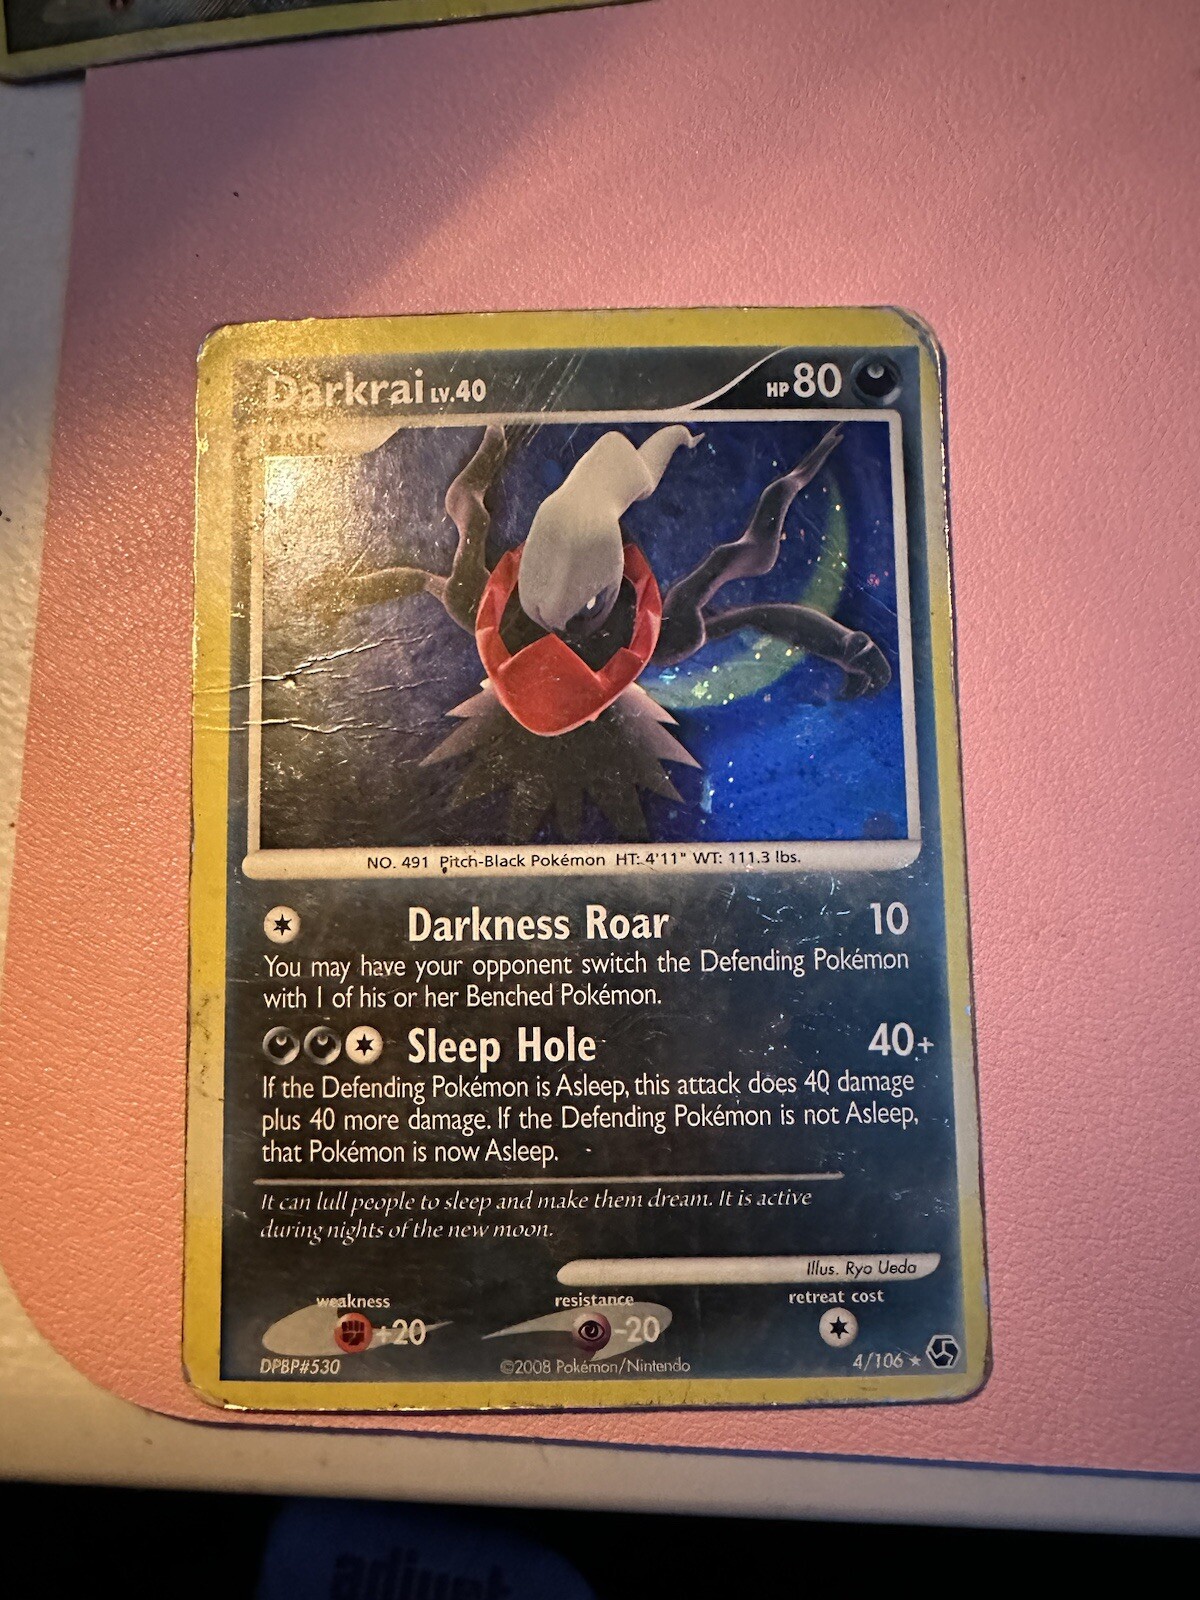 Darkrai LV.40 HP 80
BASIC
NO. 491 Pitch-Black Pokémon HT: 4'11" WT: 111.3 lbs.
Darkness Roar 10
You may have your opponent switch the Defending Pokémon
with 1 of his or her Benched Pokémon.
Sleep Hole 40+
If the Defending Pokémon is Asleep, this attack does 40 damage
plus 40 more damage. If the Defending Pokémon is not Asleep,
that Pokémon is now Asleep.
It can lull people to sleep and make them dream. It is active
during nights of the new moon.
Illus. Ryo Ueda
weakness resistance retreat cost
+20 -20
DPBP#530 ©2008 Pokémon/Nintendo 4/106